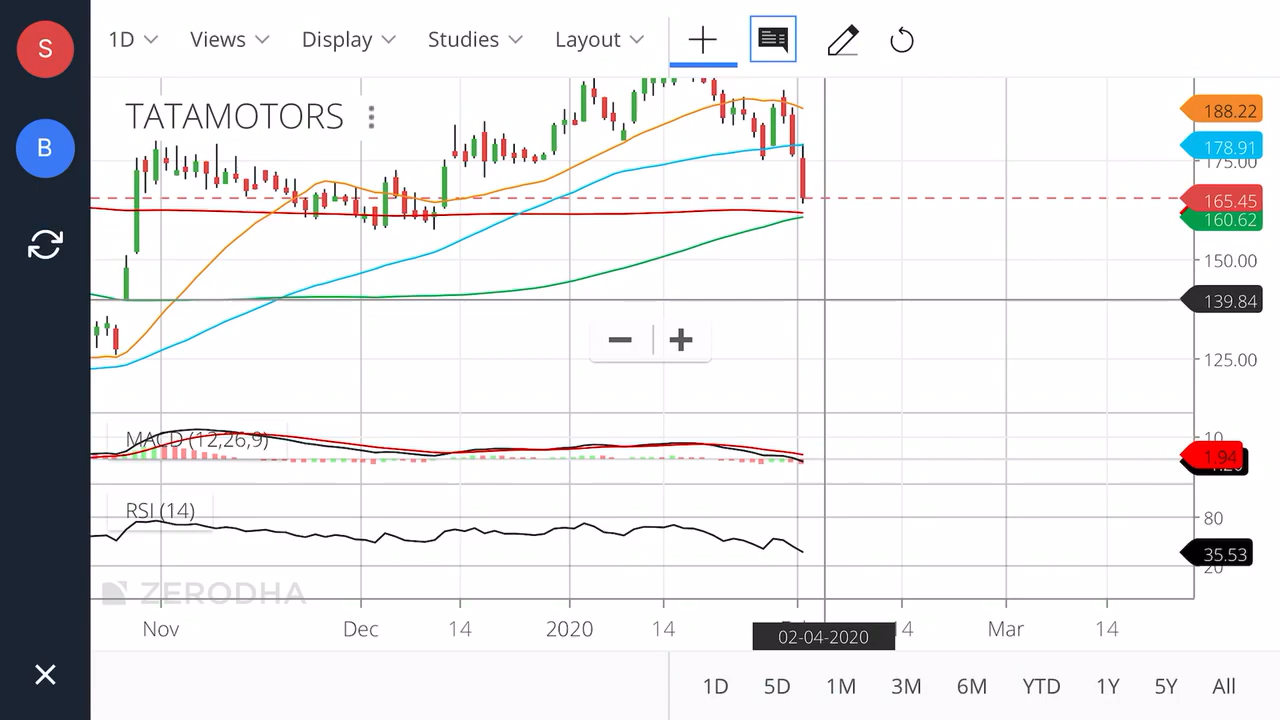 S
1D Views Display Studies Layout
TATAMOTORS
B
188.22
178.91
175.00
165.45
160.62
150.00
139.84
125.00
MACD (12,26,9)
10
1.94
RSI (14)
80
35.53
20
ZERODHA
Nov Dec 14 2020 14 Mar 14
02-04-2020
1D 5D 1M 3M 6M YTD 1Y 5Y All